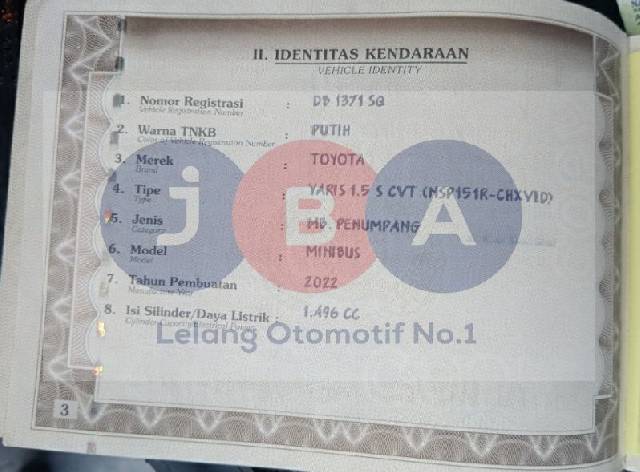 II. IDENTITAS KENDARAAN
VEHICLE IDENTITY
1. Nomor Registrasi : DB 1371 SQ
Vehicle Registration Number
2. Warna TNKB : PUTIH
Color of Vehicle Registration Number
3. Merek : TOYOTA
Brand
4. Tipe : YARIS 1.5 S CVT (NSP151R-CHXVID)
Type
5. Jenis : MB. PENUMPANG
Category
6. Model : MINIBUS
Model
7. Tahun Pembuatan : 2022
Manufacture Year
8. Isi Silinder/Daya Listrik : 1.496 CC
jBA
Lelang Otomotif No.1
3